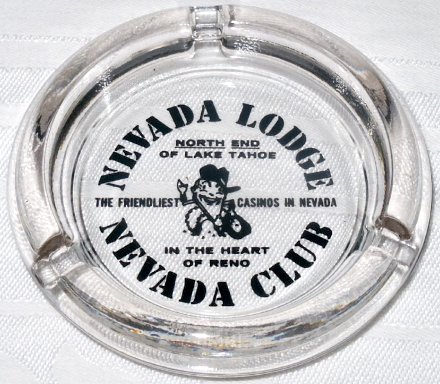 NEVADA LODGE
NORTH END
OF LAKE TAHOE
THE FRIENDLIEST CASINOS IN NEVADA
IN THE HEART
OF RENO
NEVADA CLUB